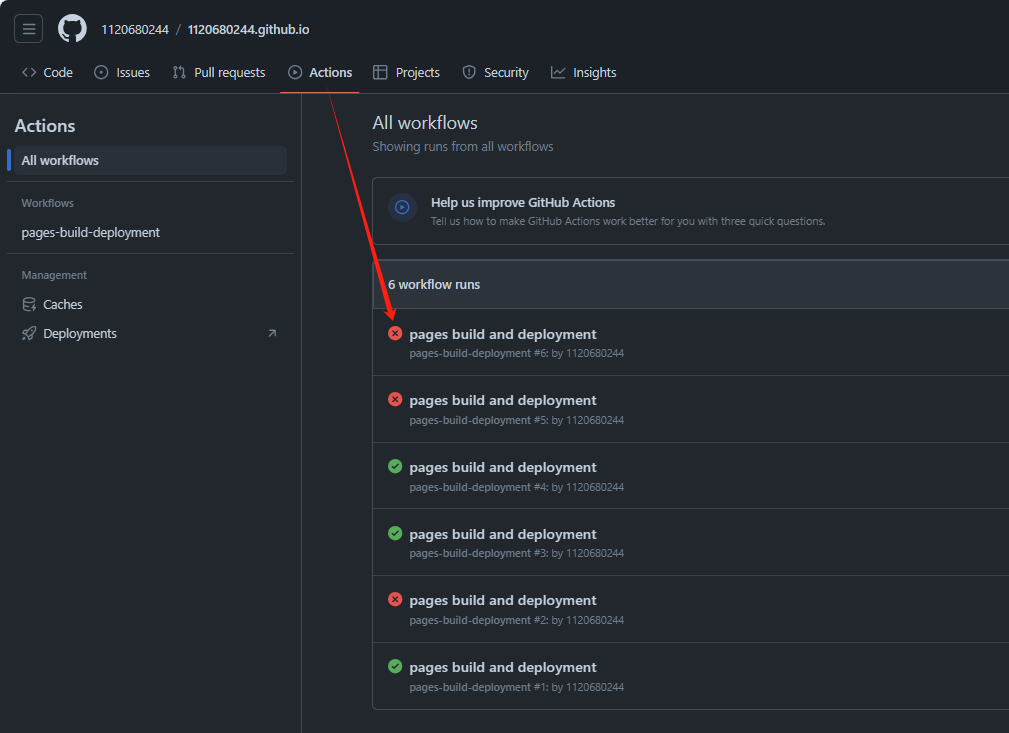 1120680244 / 1120680244.github.io
Code Issues Pull requests Actions Projects Security Insights
Actions
All workflows
Workflows
pages-build-deployment
Management
Caches
Deployments
All workflows
Showing runs from all workflows
Help us improve GitHub Actions
Tell us how to make GitHub Actions work better for you with three quick questions.
6 workflow runs
pages build and deployment
pages-build-deployment #6: by 1120680244
pages build and deployment
pages-build-deployment #5: by 1120680244
pages build and deployment
pages-build-deployment #4: by 1120680244
pages build and deployment
pages-build-deployment #3: by 1120680244
pages build and deployment
pages-build-deployment #2: by 1120680244
pages build and deployment
pages-build-deployment #1: by 1120680244